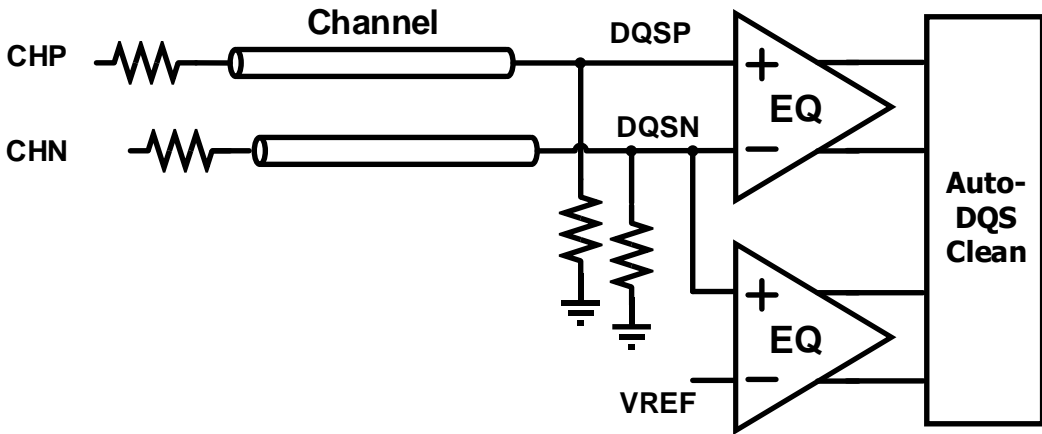 Channel
CHP
DQSP
+
EQ
−
CHN
DQSN
Auto-
DQS
Clean
+
EQ
−
VREF